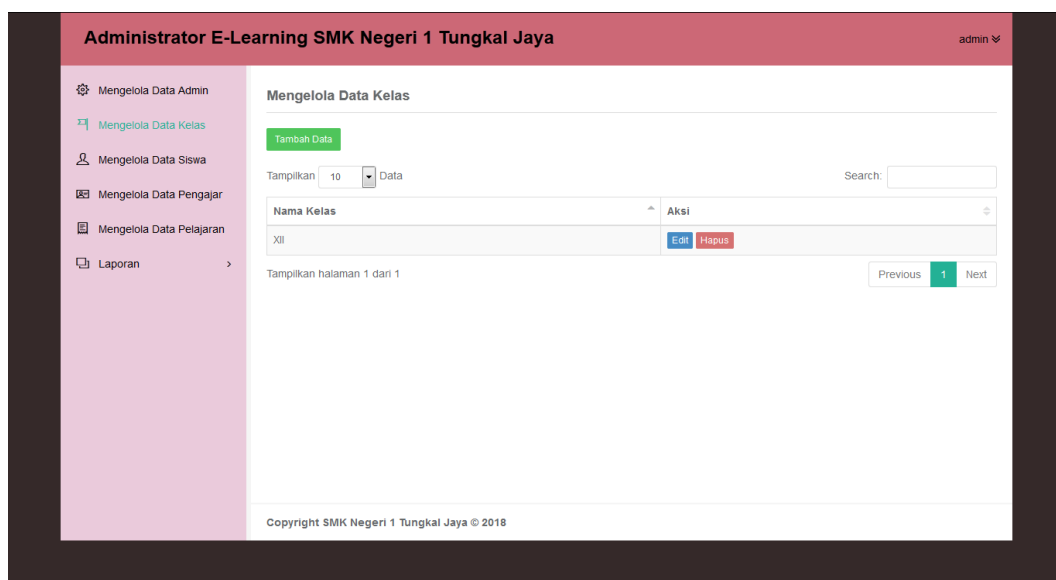 Administrator E-Learning SMK Negeri 1 Tungkal Jaya
admin
Mengelola Data Admin
Mengelola Data Kelas
Mengelola Data Siswa
Mengelola Data Pengajar
Mengelola Data Pelajaran
Laporan
Mengelola Data Kelas
Tambah Data
Tampilkan 10 Data
Search:
Nama Kelas Aksi
XII Edit Hapus
Tampilkan halaman 1 dari 1
Previous 1 Next
Copyright SMK Negeri 1 Tungkal Jaya © 2018